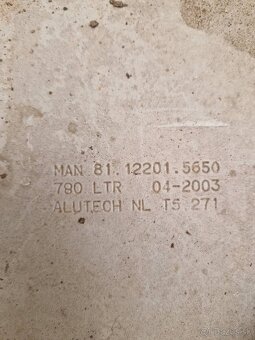 MAN 81.12201.5650
780 LTR 04-2003
ALUTECH NL T5 271